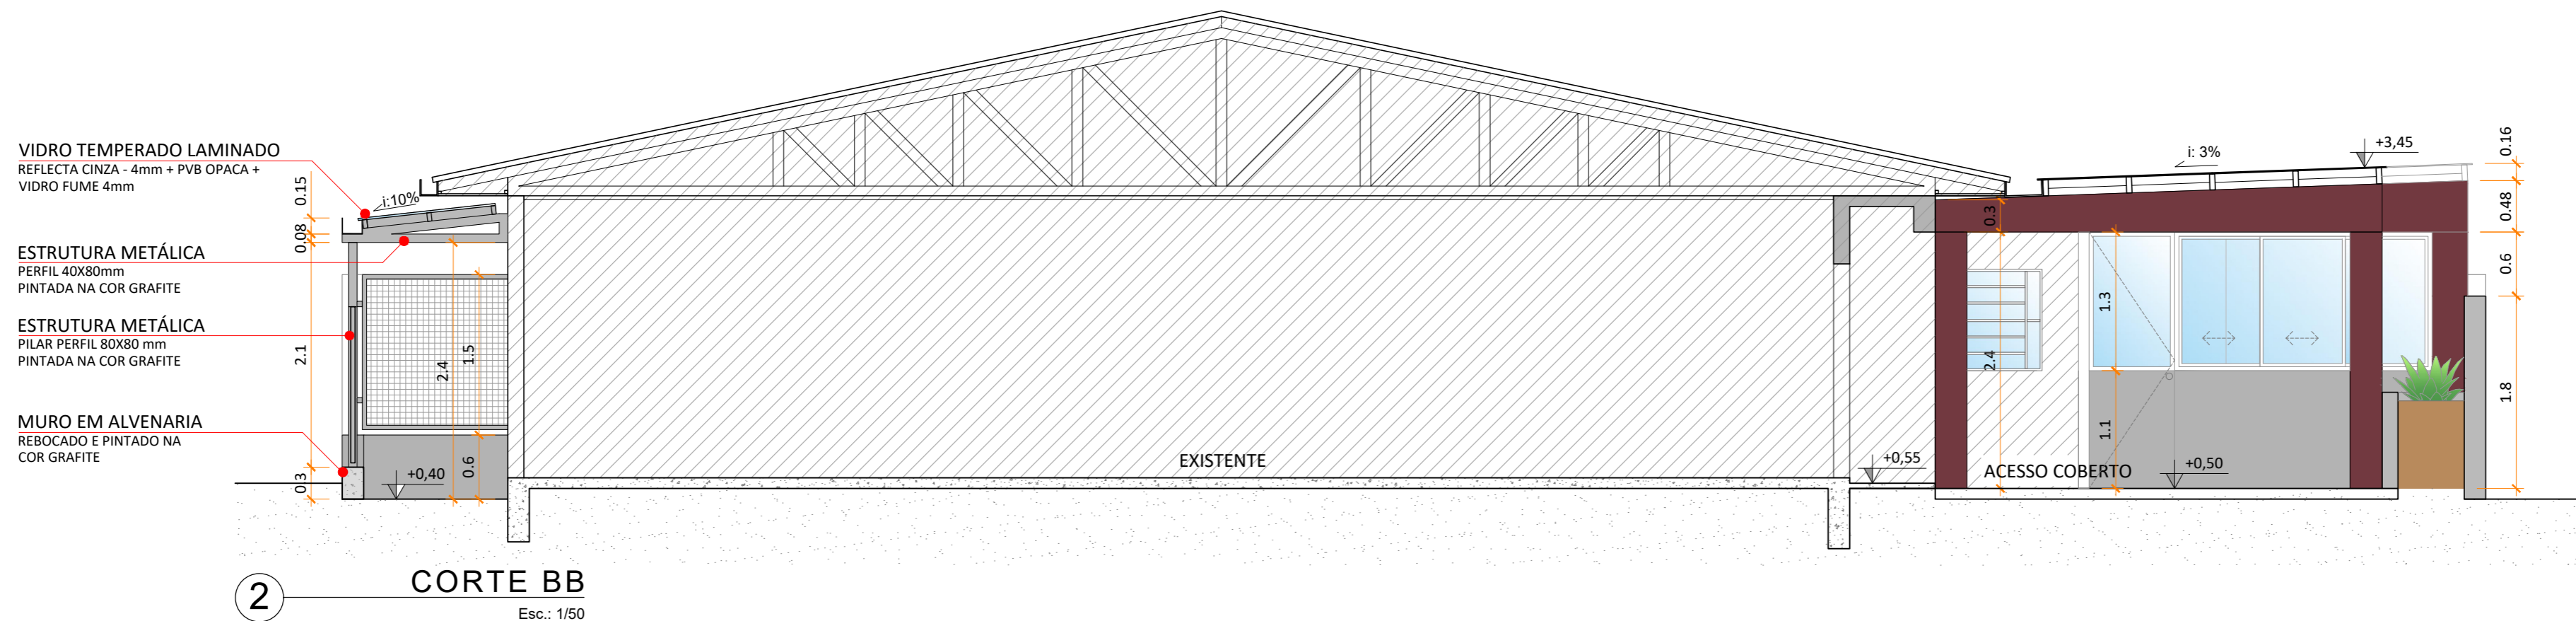 VIDRO TEMPERADO LAMINADO
REFLECTA CINZA - 4mm + PVB OPACA +
VIDRO FUME 4mm
ESTRUTURA METÁLICA
PERFIL 40X80mm
PINTADA NA COR GRAFITE
ESTRUTURA METÁLICA
PILAR PERFIL 80X80 mm
PINTADA NA COR GRAFITE
MURO EM ALVENARIA
REBOCADO E PINTADO NA
COR GRAFITE
0.15
0.08
2.1
0.3
i:10%
2.4
1.5
0.6
+0,40
EXISTENTE
+0,55
0.3
2.4
ACESSO COBERTO
1.3
1.1
+0,50
i: 3%
+3,45
0.16
0.48
0.6
1.8
2
CORTE BB
Esc.: 1/50